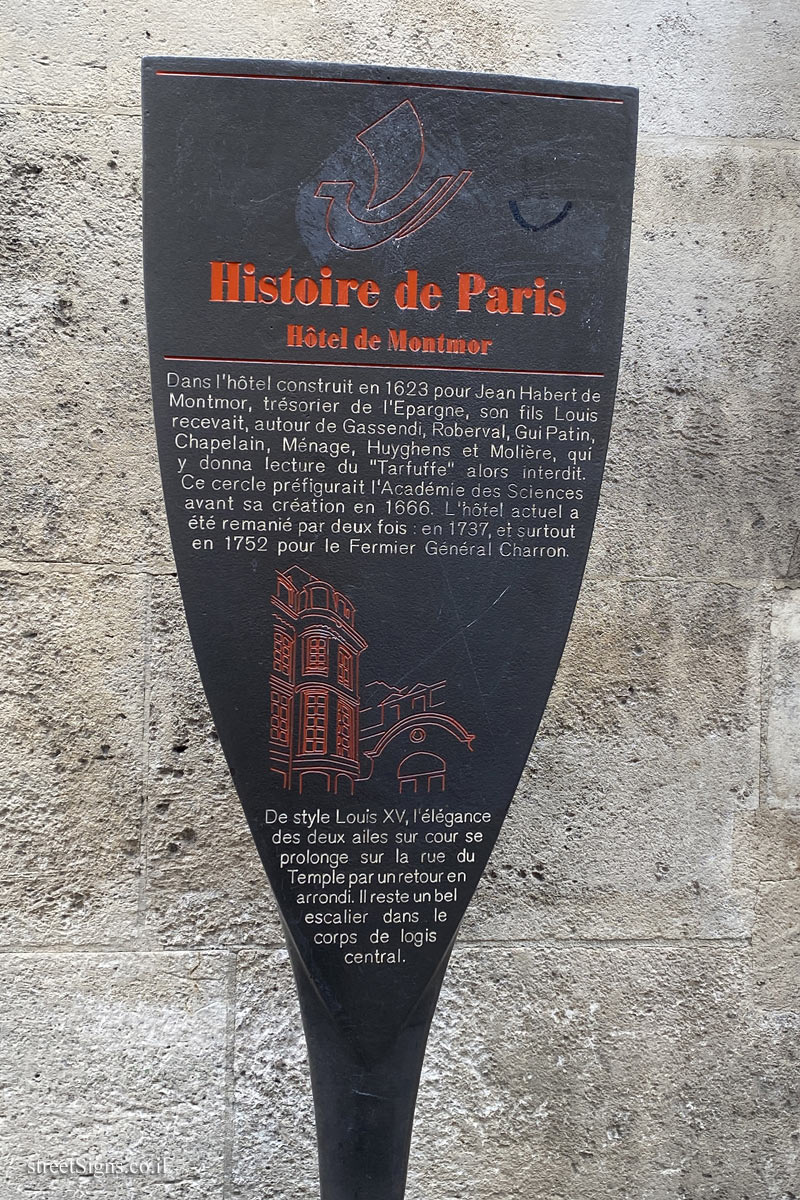 Histoire de Paris
Hôtel de Montmor
Dans l'hôtel construit en 1623 pour Jean Habert de
Montmor, trésorier de l'Epargne, son fils Louis
recevait, autour de Gassendi, Roberval, Gui Patin,
Chapelain, Ménage, Huyghens et Molière, qui
y donna lecture du "Tarfuffe" alors interdit.
Ce cercle préfigurait l'Académie des Sciences
avant sa création en 1666. L'hôtel actuel a
été remanié par deux fois : en 1737, et surtout
en 1752 pour le Fermier Général Charron.
De style Louis XV, l'élégance
des deux ailes sur cour se
prolonge sur la rue du
Temple par un retour en
arrondi. Il reste un bel
escalier dans le
corps de logis
central.
streetSigns.co.il